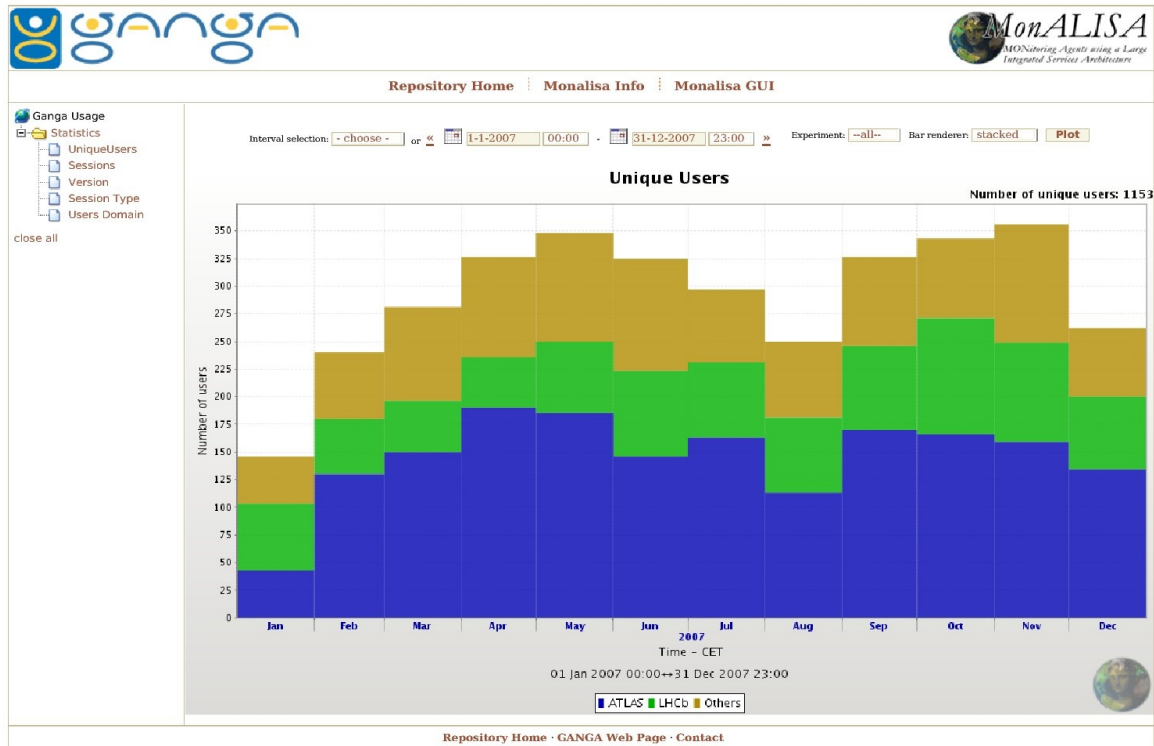 ganga
MonALISA
MONitoring Agents using a Large
Integrated Services Architecture
Repository Home Monalisa Info Monalisa GUI
Ganga Usage
Statistics
UniqueUsers
Sessions
Version
Session Type
Users Domain
close all
Interval selection: - choose - or « 1-1-2007 00:00 - 31-12-2007 23:00 » Experiment: --all-- Bar renderer: stacked Plot
Unique Users
Number of unique users: 1153
Number of users
350
325
300
275
250
225
200
175
150
125
100
75
50
25
0
Jan Feb Mar Apr May Jun Jul Aug Sep Oct Nov Dec
2007
Time - CET
01 Jan 2007 00:00↔31 Dec 2007 23:00
ATLAS LHCb Others
Repository Home · GANGA Web Page · Contact